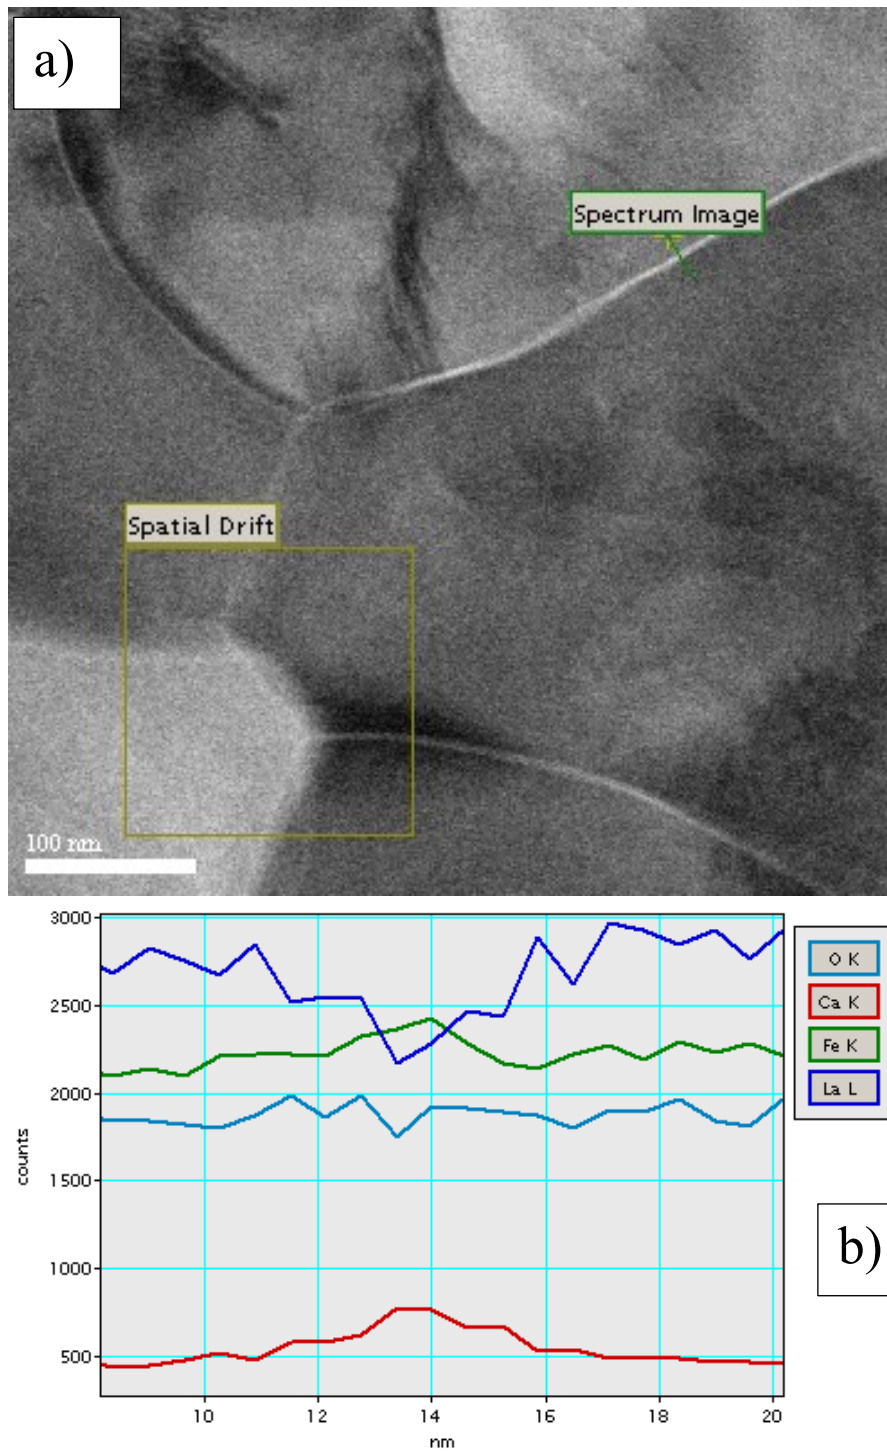 a)
Spectrum Image
Spatial Drift
100 nm
3000
2500
2000
1500
1000
500
counts
10 12 14 16 18 20
nm
O K
Ca K
Fe K
La L
b)